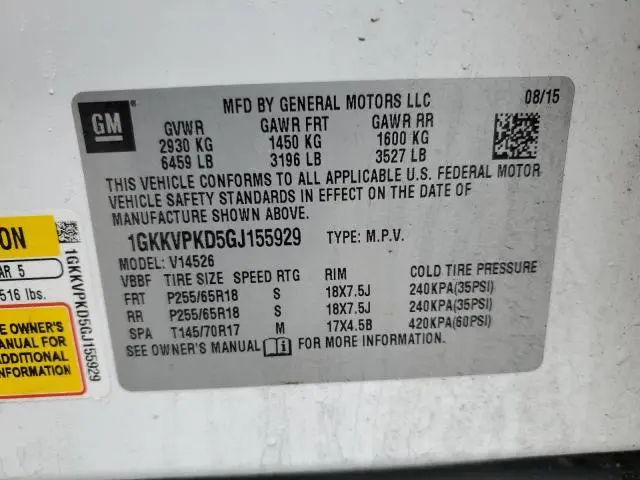 GM
MFD BY GENERAL MOTORS LLC 08/15
GVWR GAWR FRT GAWR RR
2930 KG 1450 KG 1600 KG
6459 LB 3196 LB 3527 LB
THIS VEHICLE CONFORMS TO ALL APPLICABLE U.S. FEDERAL MOTOR
VEHICLE SAFETY STANDARDS IN EFFECT ON THE DATE OF
MANUFACTURE SHOWN ABOVE.
1GKKVPKD5GJ155929 TYPE: M.P.V.
MODEL: V14526
VBBF TIRE SIZE SPEED RTG RIM COLD TIRE PRESSURE
FRT P255/65R18 S 18X7.5J 240KPA(35PSI)
RR P255/65R18 S 18X7.5J 240KPA(35PSI)
SPA T145/70R17 M 17X4.5B 420KPA(60PSI)
SEE OWNER'S MANUAL FOR MORE INFORMATION.
ON
AR 5
516 lbs.
E OWNER'S
ANUAL FOR
ADDITIONAL
ORMATION
1GKKVPKD5GJ155929